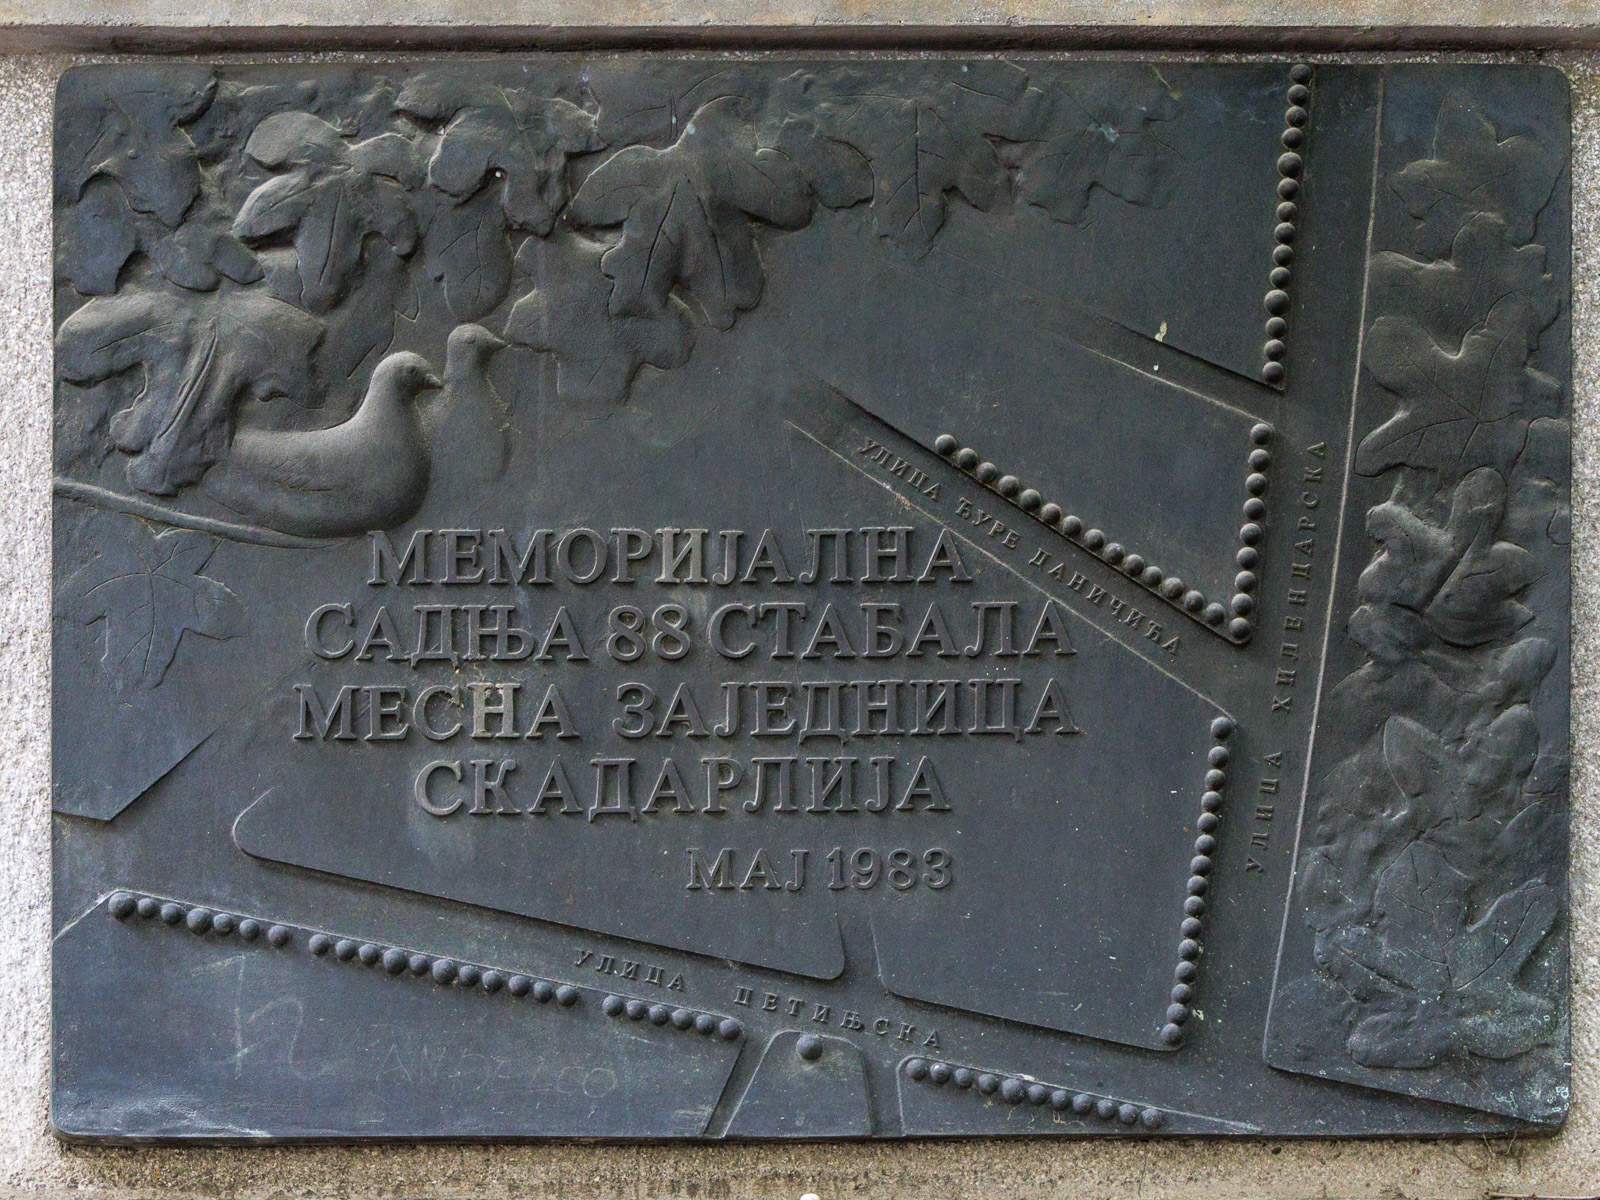 МЕМОРИЈАЛНА
САДЊА 88 СТАБАЛА
МЕСНА ЗАЈЕДНИЦА
СКАДАРЛИЈА
МАЈ 1983
УЛИЦА ЂУРЕ ДАНИЧИЋА
УЛИЦА ХИЛЕНДАРСКА
УЛИЦА ЦЕТИЊСКА